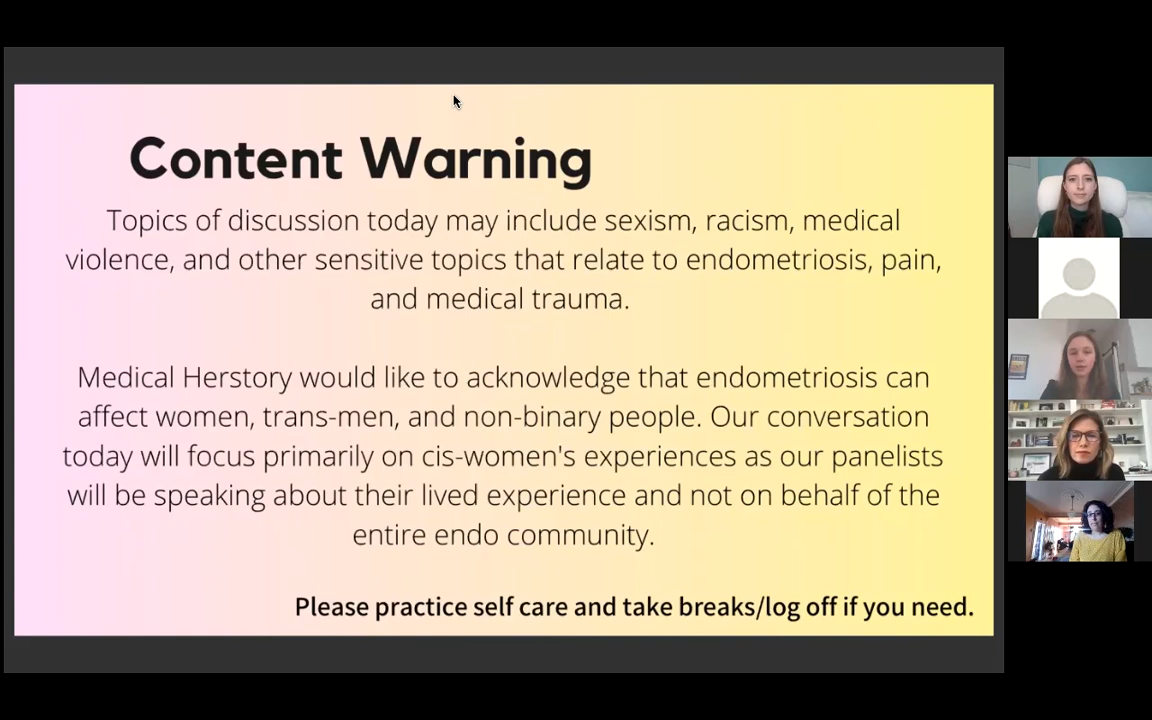 Content Warning
Topics of discussion today may include sexism, racism, medical
violence, and other sensitive topics that relate to endometriosis, pain,
and medical trauma.
Medical Herstory would like to acknowledge that endometriosis can
affect women, trans-men, and non-binary people. Our conversation
today will focus primarily on cis-women's experiences as our panelists
will be speaking about their lived experience and not on behalf of the
entire endo community.
Please practice self care and take breaks/log off if you need.